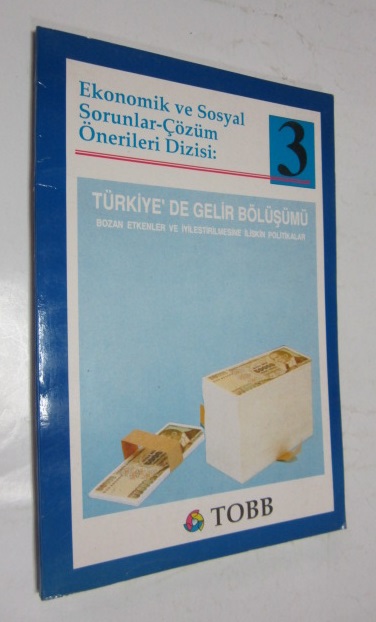 Ekonomik ve Sosyal
Sorunlar-Çözüm
Önerileri Dizisi:
3
TÜRKİYE' DE GELİR BÖLÜŞÜMÜ
BOZAN ETKENLER VE İYİLEŞTİRİLMESİNE İLİŞKİN POLİTİKALAR
TOBB